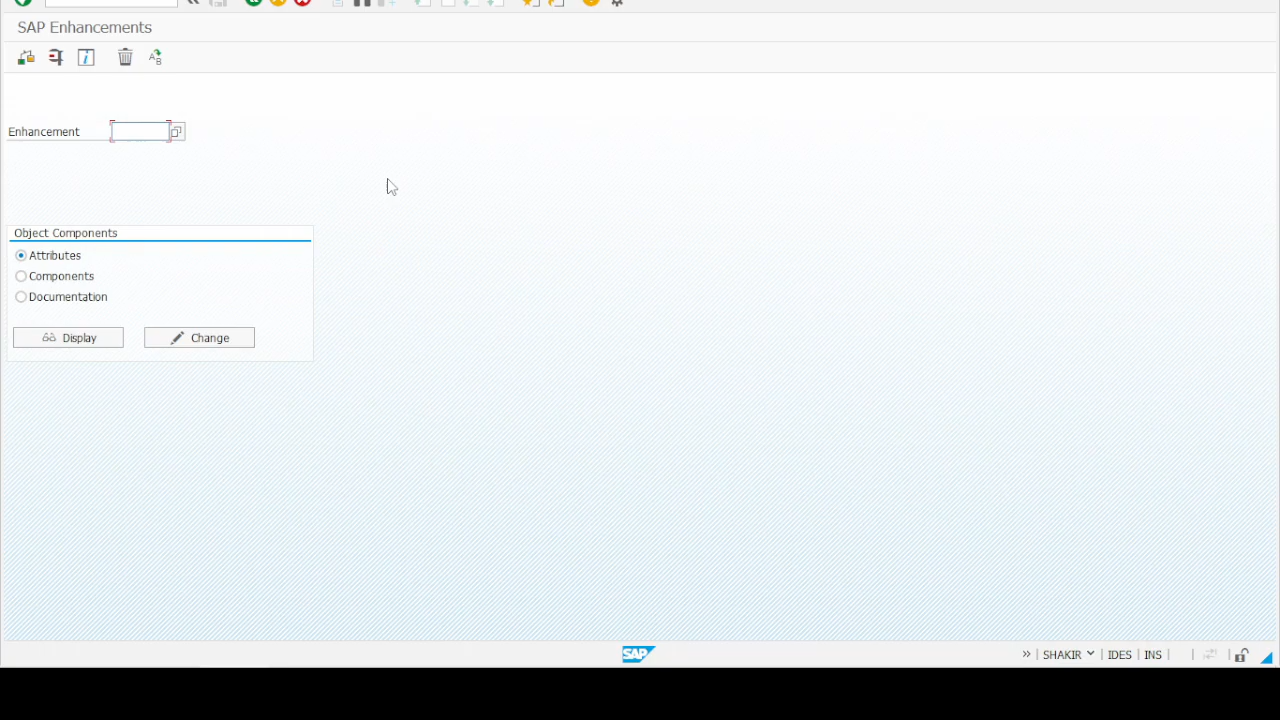 SAP Enhancements
Enhancement
Object Components
Attributes
Components
Documentation
Display
Change
SAP
SHAKIR
IDES
INS